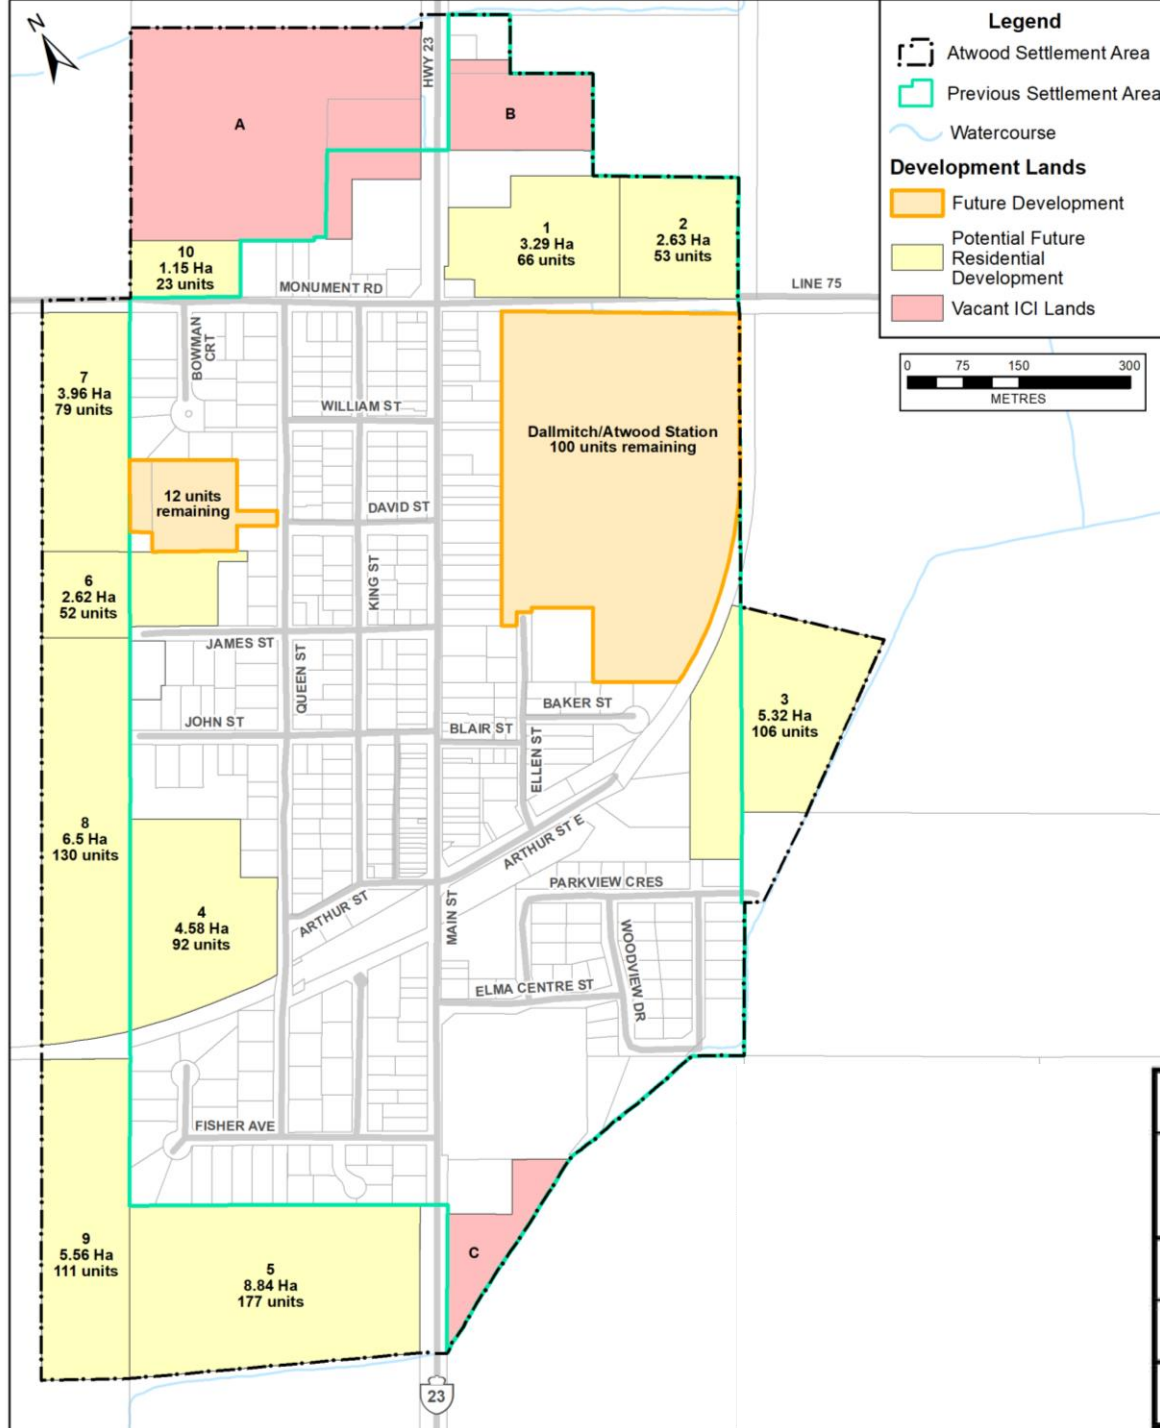 N
HWY 23
A
B
Legend
Atwood Settlement Area
Previous Settlement Area
Watercourse
Development Lands
Future Development
Potential Future
Residential
Development
Vacant ICI Lands
0 75 150 300
METRES
1
3.29 Ha
66 units
2
2.63 Ha
53 units
10
1.15 Ha
23 units
MONUMENT RD
LINE 75
BOWMAN
CRT
7
3.96 Ha
79 units
WILLIAM ST
Dallmitch/Atwood Station
100 units remaining
12 units
remaining
DAVID ST
KING ST
6
2.62 Ha
52 units
JAMES ST
QUEEN ST
3
5.32 Ha
106 units
JOHN ST
BAKER ST
BLAIR ST
ELLEN ST
8
6.5 Ha
130 units
ARTHUR ST E
4
4.58 Ha
92 units
ARTHUR ST
MAIN ST
PARKVIEW CRES
WOODVIEW DR
ELMA CENTRE ST
FISHER AVE
9
5.56 Ha
111 units
5
8.84 Ha
177 units
C
23